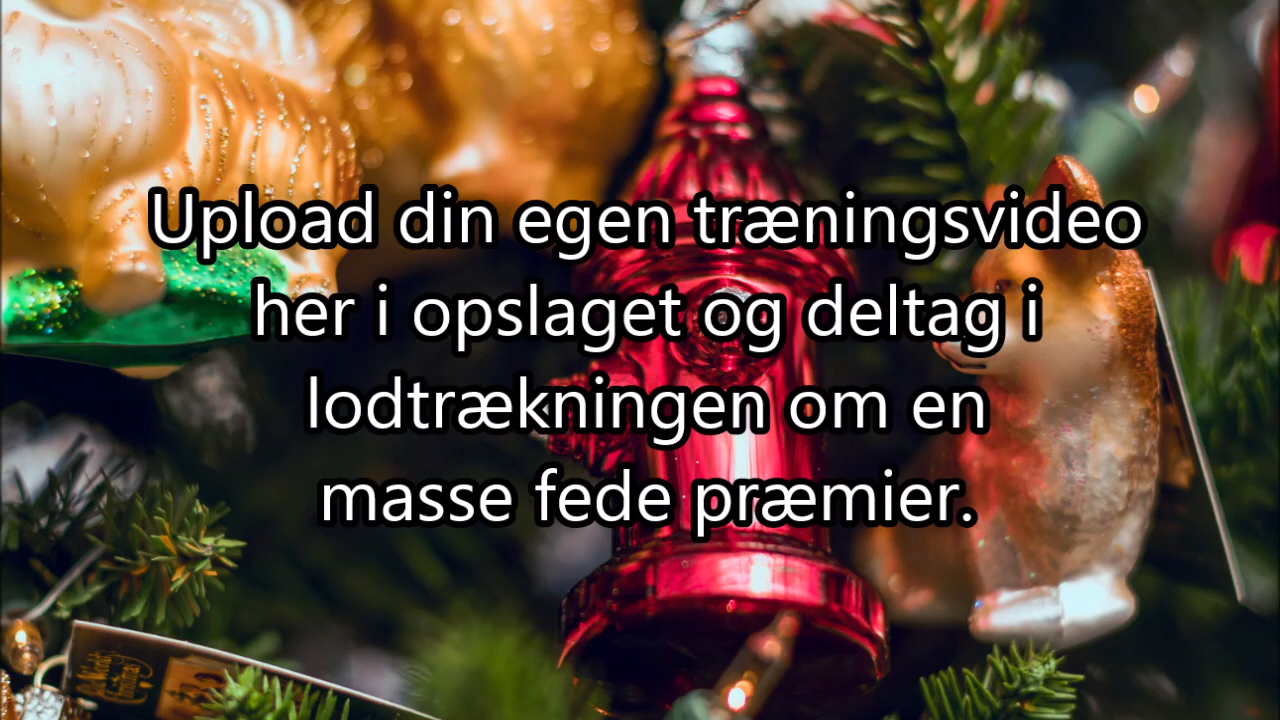 Upload din egen træningsvideo
her i opslaget og deltag i
lodtrækningen om en
masse fede præmier.